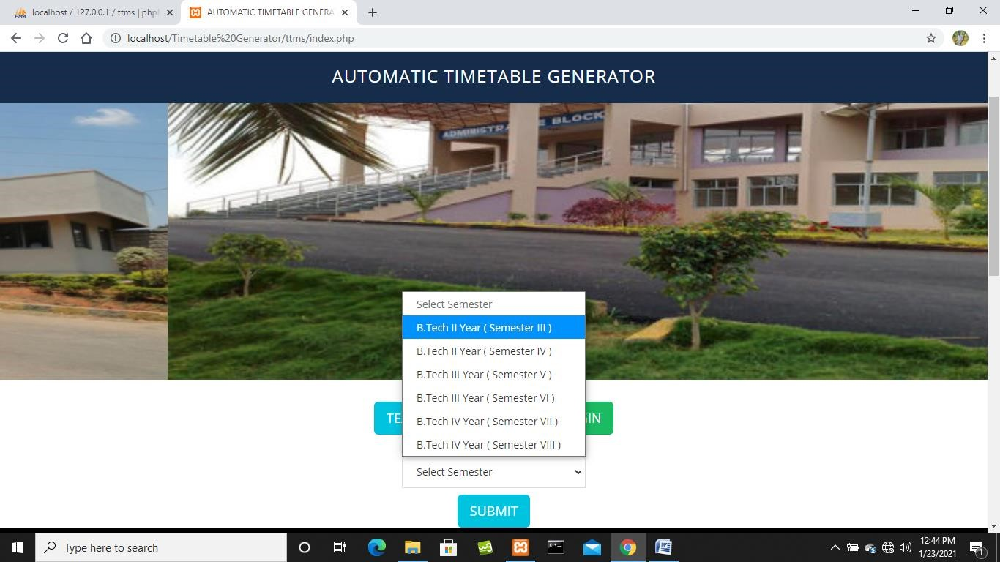 localhost / 127.0.0.1 / ttms | php
AUTOMATIC TIMETABLE GENERA
localhost/Timetable%20Generator/ttms/index.php
AUTOMATIC TIMETABLE GENERATOR
BLOCK
Select Semester
B.Tech II Year ( Semester III )
B.Tech II Year ( Semester IV )
B.Tech III Year ( Semester V )
B.Tech III Year ( Semester VI )
B.Tech IV Year ( Semester VII )
B.Tech IV Year ( Semester VIII )
Select Semester
SUBMIT
Type here to search
12:44 PM
1/23/2021